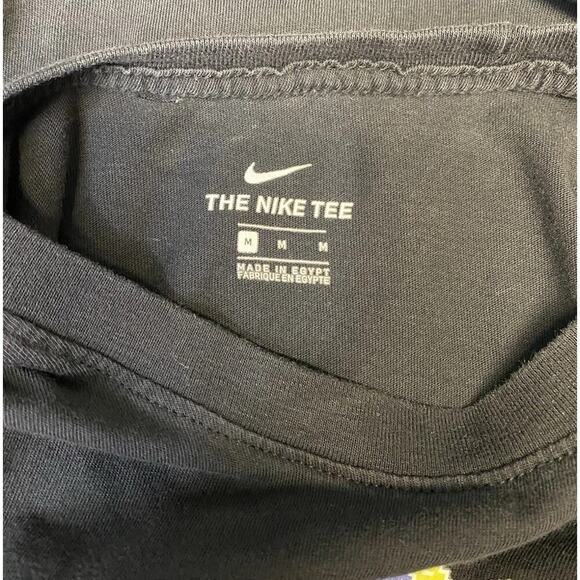 THE NIKE TEE
M M M
MADE IN EGYPT
FABRIQUE EN EGYPTE